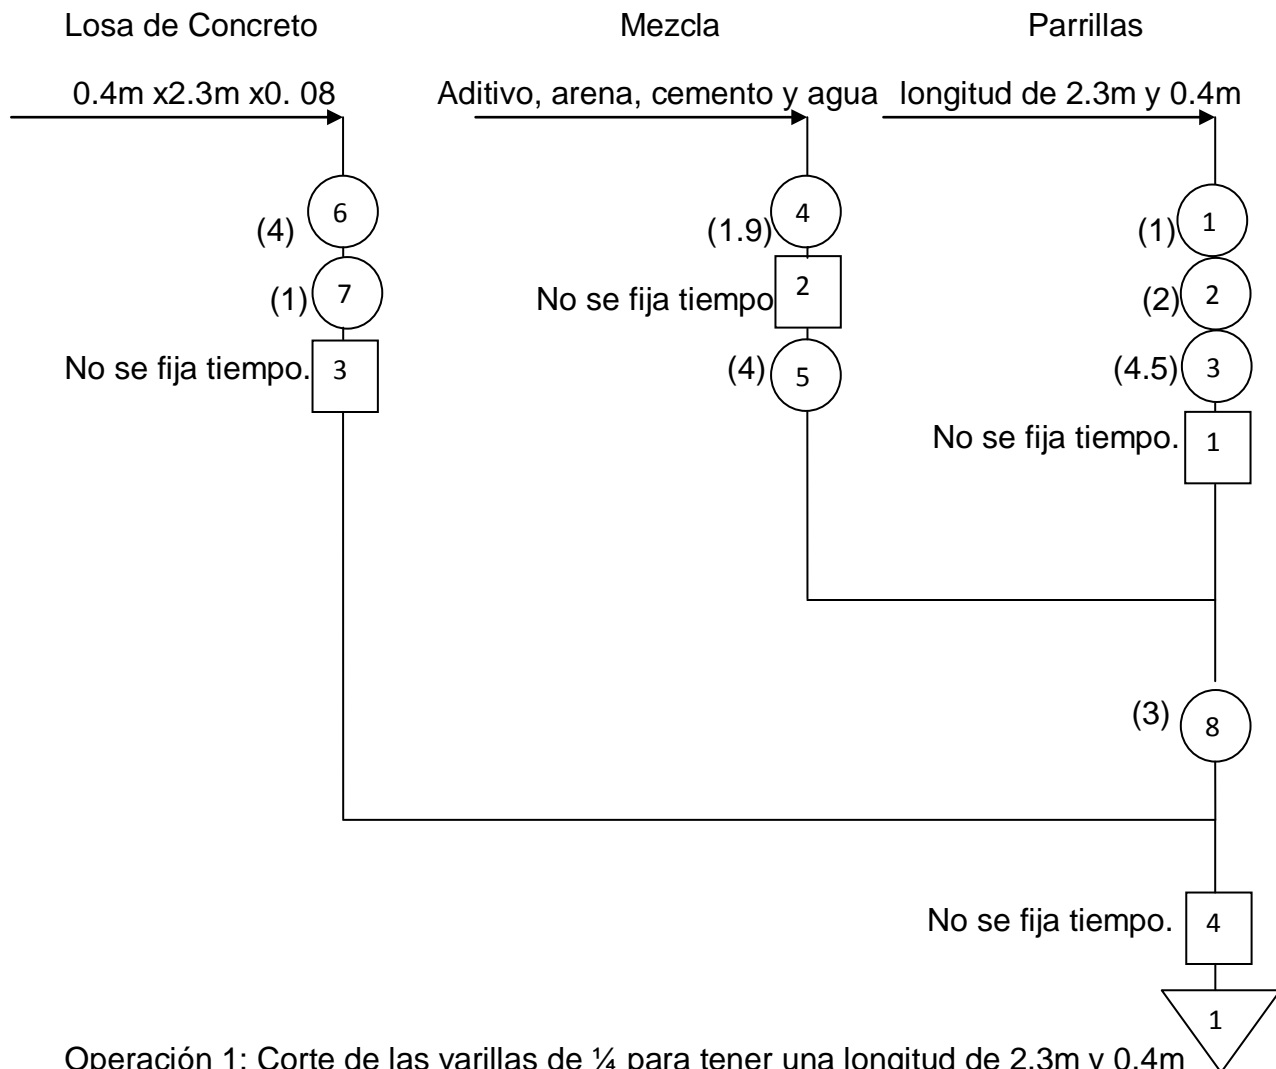 Losa de Concreto Mezcla Parrillas
0.4m x2.3m x0. 08 Aditivo, arena, cemento y agua longitud de 2.3m y 0.4m
(4) 6 (1.9) 4 (1) 1
(1) 7 No se fija tiempo 2 (2) 2
No se fija tiempo. 3 (4) 5 (4.5) 3
No se fija tiempo. 1
(3) 8
No se fija tiempo. 4
1
Operación 1: Corte de las varillas de ¼ para tener una longitud de 2.3m y 0.4m